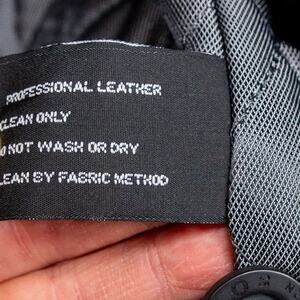 PROFESSIONAL LEATHER
CLEAN ONLY
O NOT WASH OR DRY
LEAN BY FABRIC METHOD